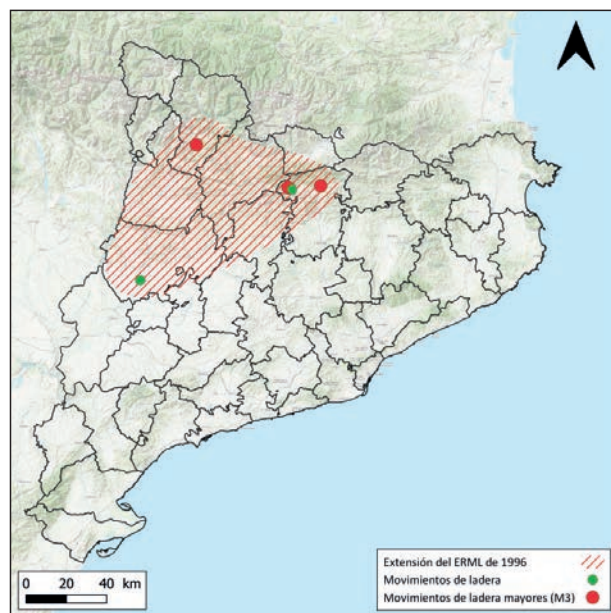 0 20 40 km
Extensión del ERML de 1996
Movimientos de ladera
Movimientos de ladera mayores (M3)